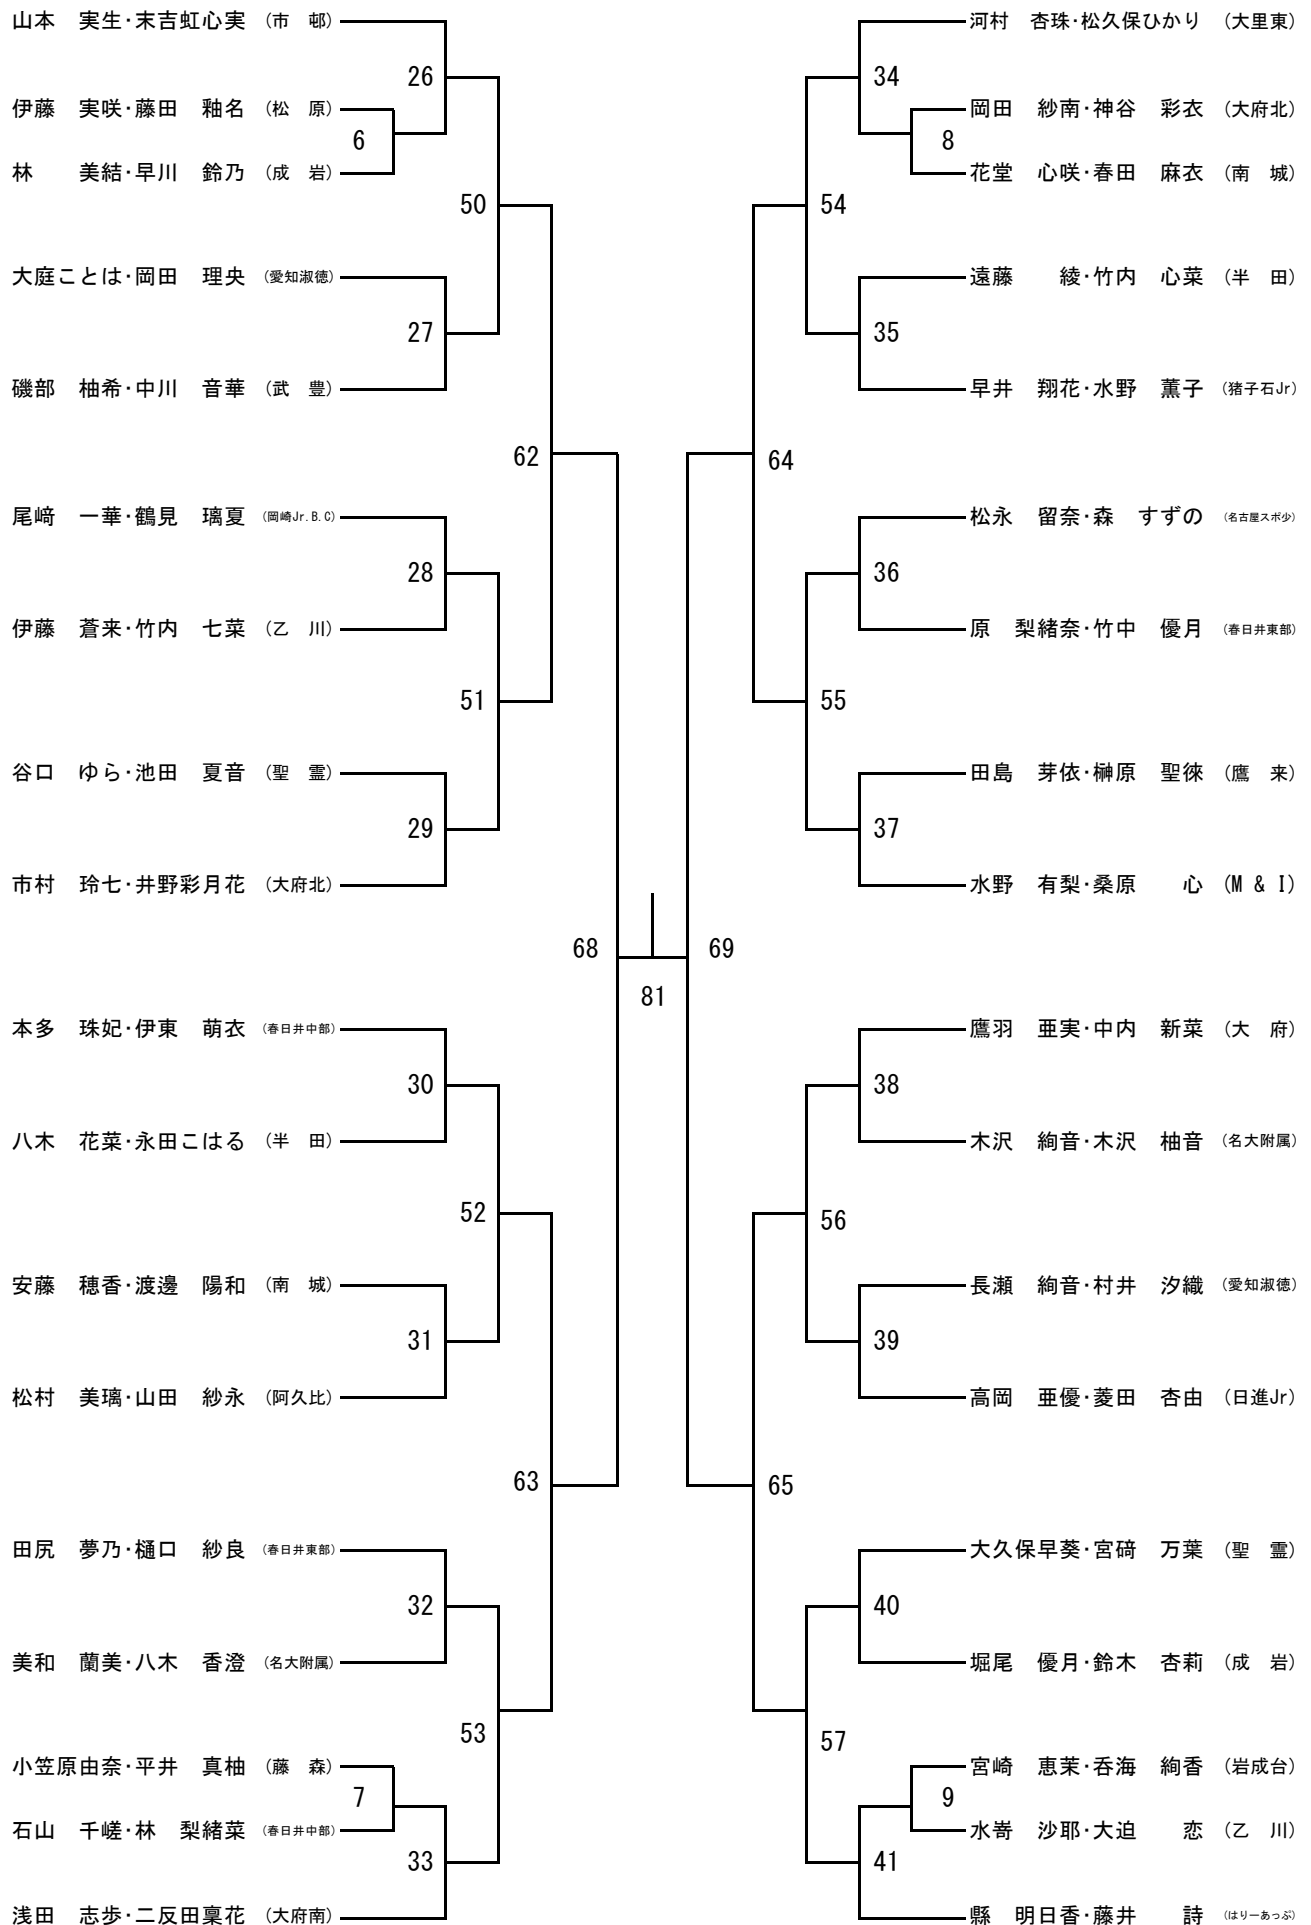 山本　実生・末吉虹心実　(市　邨)
26
伊藤　実咲・藤田　釉名　(松　原)
6
林　　美結・早川　鈴乃　(成　岩)
50
大庭ことは・岡田　理央　(愛知淑徳)
27
磯部　柚希・中川　音華　(武　豊)
62
尾﨑　一華・鶴見　璃夏　(岡崎Jr.B.C)
28
伊藤　蒼来・竹内　七菜　(乙　川)
51
谷口　ゆら・池田　夏音　(聖　霊)
29
市村　玲七・井野彩月花　(大府北)
68
本多　珠妃・伊東　萌衣　(春日井中部)
30
八木　花菜・永田こはる　(半　田)
52
安藤　穂香・渡邊　陽和　(南　城)
31
松村　美璃・山田　紗永　(阿久比)
63
田尻　夢乃・樋口　紗良　(春日井東部)
32
美和　蘭美・八木　香澄　(名大附属)
53
小笠原由奈・平井　真柚　(藤　森)
7
石山　千嵯・林　梨緒菜　(春日井中部)
33
浅田　志歩・二反田稟花　(大府南)
81
河村　杏珠・松久保ひかり　(大里東)
34
岡田　紗南・神谷　彩衣　(大府北)
8
花堂　心咲・春田　麻衣　(南　城)
54
遠藤　　綾・竹内　心菜　(半　田)
35
早井　翔花・水野　薫子　(猪子石Jr)
64
松永　留奈・森　すずの　(名古屋スポ少)
36
原　梨緒奈・竹中　優月　(春日井東部)
55
田島　芽依・榊原　聖徠　(鷹　来)
37
水野　有梨・桑原　　心　(M & I)
69
鷹羽　亜実・中内　新菜　(大　府)
38
木沢　絢音・木沢　柚音　(名大附属)
56
長瀬　絢音・村井　汐織　(愛知淑徳)
39
高岡　亜優・菱田　杏由　(日進Jr)
65
大久保早葵・宮﨑　万葉　(聖　霊)
40
堀尾　優月・鈴木　杏莉　(成　岩)
57
宮崎　恵茉・呑海　絢香　(岩成台)
9
水嵜　沙耶・大迫　　恋　(乙　川)
41
縣　明日香・藤井　　詩　(はりーあっぷ)